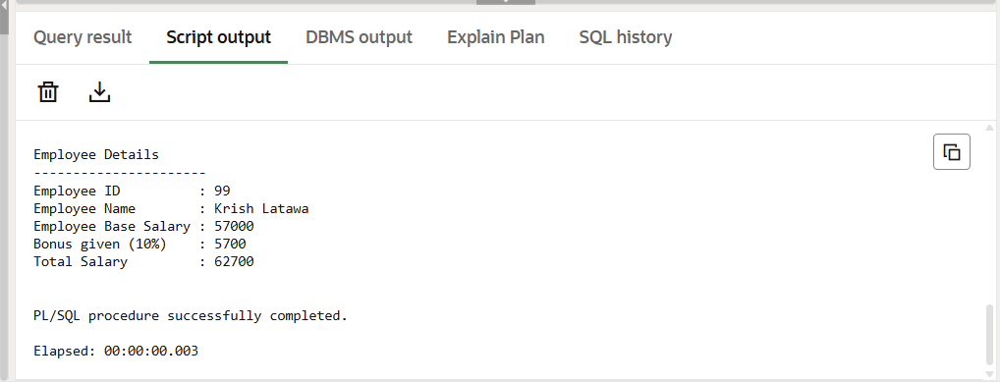 Query result Script output DBMS output Explain Plan SQL history
Employee Details
----------------------
Employee ID          : 99
Employee Name        : Krish Latawa
Employee Base Salary : 57000
Bonus given (10%)    : 5700
Total Salary         : 62700
PL/SQL procedure successfully completed.
Elapsed: 00:00:00.003